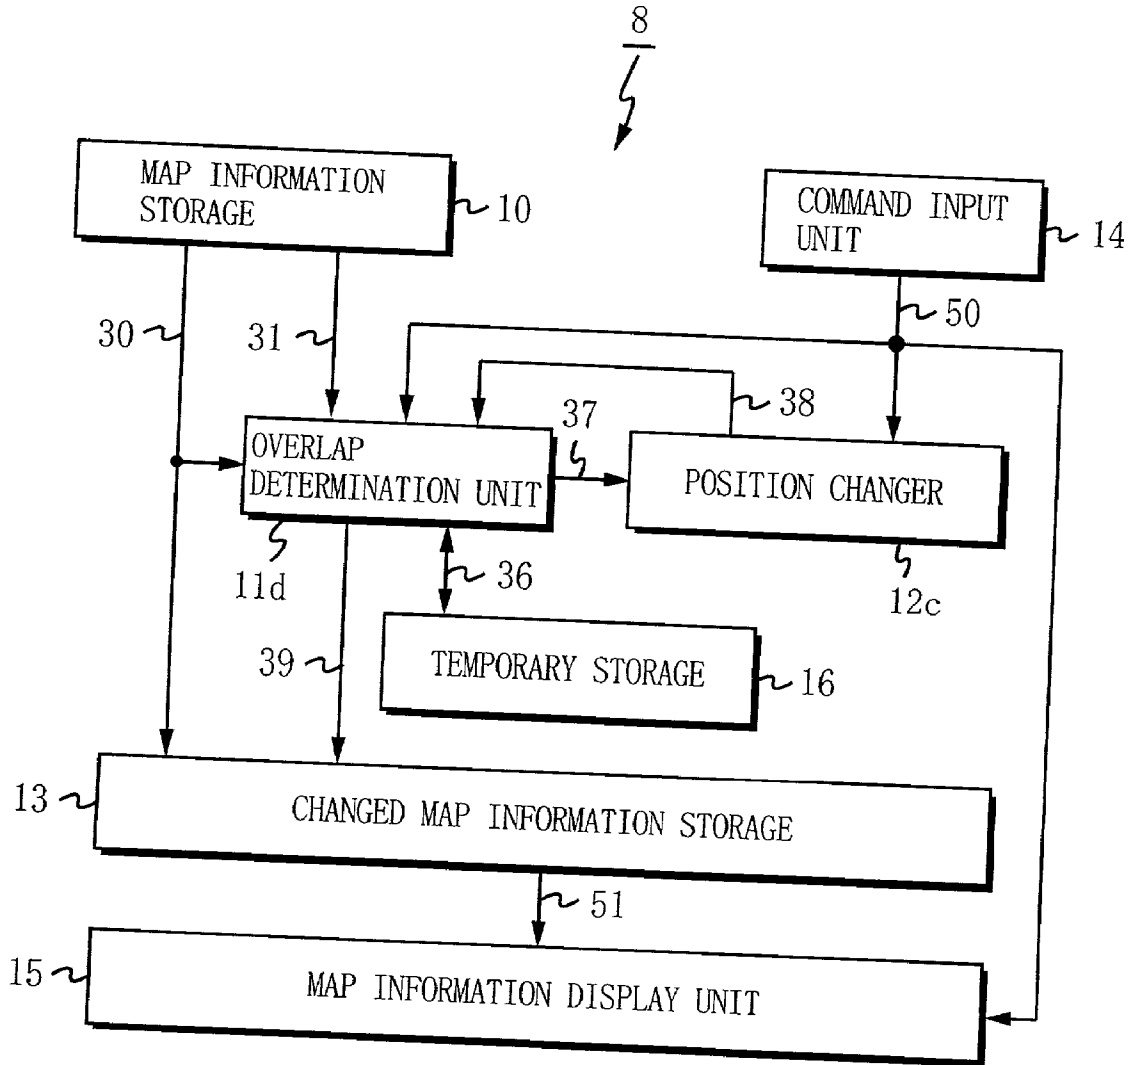 8
MAP INFORMATION
STORAGE
10
COMMAND INPUT
UNIT
14
30
31
50
38
37
OVERLAP
DETERMINATION UNIT
POSITION CHANGER
11d
36
12c
39
TEMPORARY STORAGE
16
13
CHANGED MAP INFORMATION STORAGE
51
15
MAP INFORMATION DISPLAY UNIT